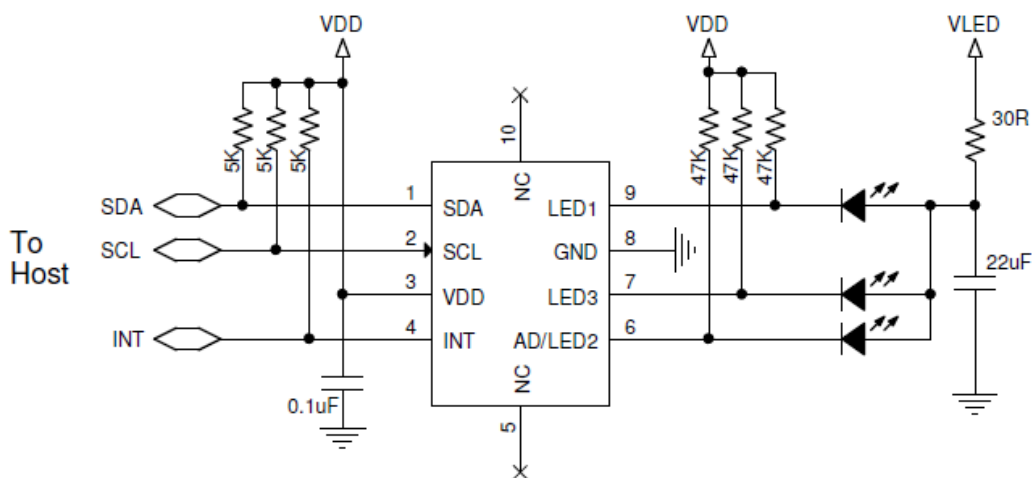 VDD
VDD
VLED
5K
5K
5K
47K
47K
47K
30R
10
NC
SDA
1
SDA
LED1
9
To
Host
SCL
2
SCL
GND
8
22uF
3
VDD
LED3
7
INT
4
INT
AD/LED2
6
NC
0.1uF
5